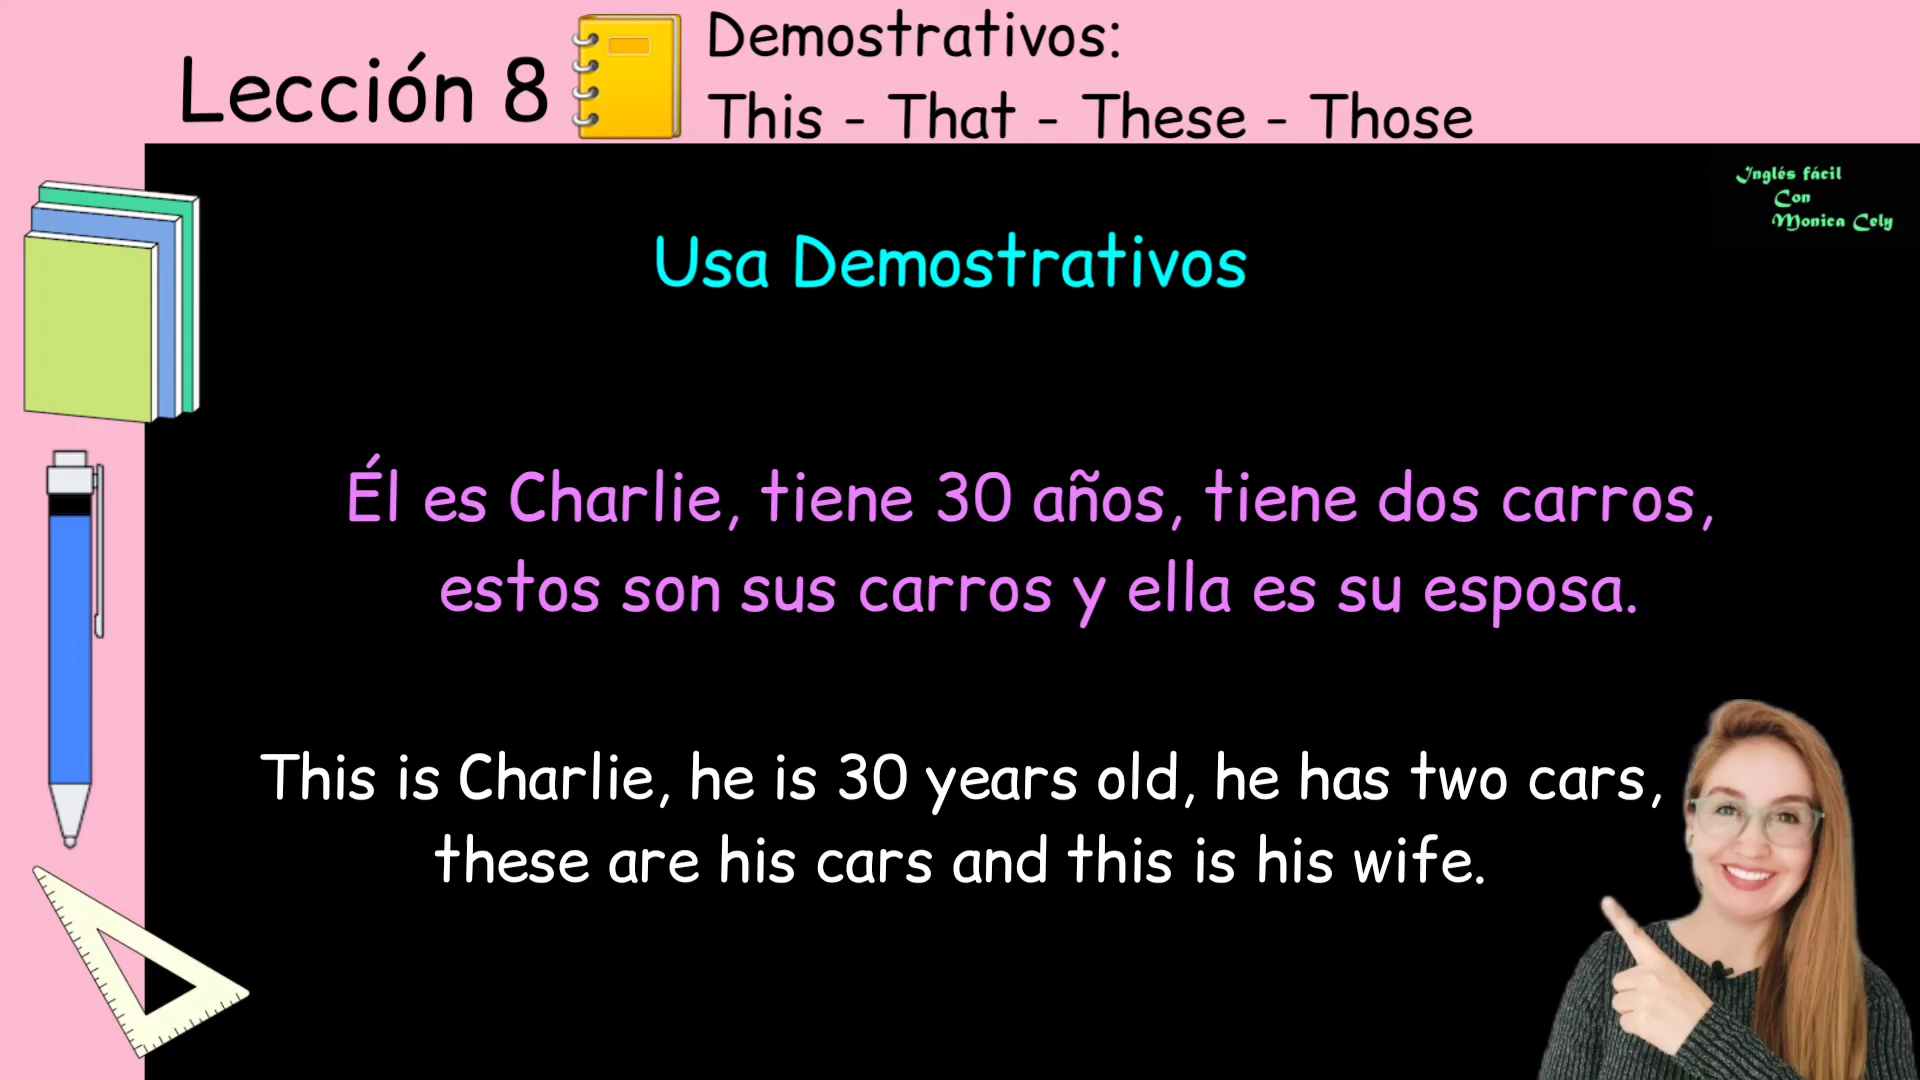 Lección 8
Demostrativos:
This - That - These - Those
Inglés fácil
Con
Monica Cely
Usa Demostrativos
Él es Charlie, tiene 30 años, tiene dos carros,
estos son sus carros y ella es su esposa.
This is Charlie, he is 30 years old, he has two cars,
these are his cars and this is his wife.